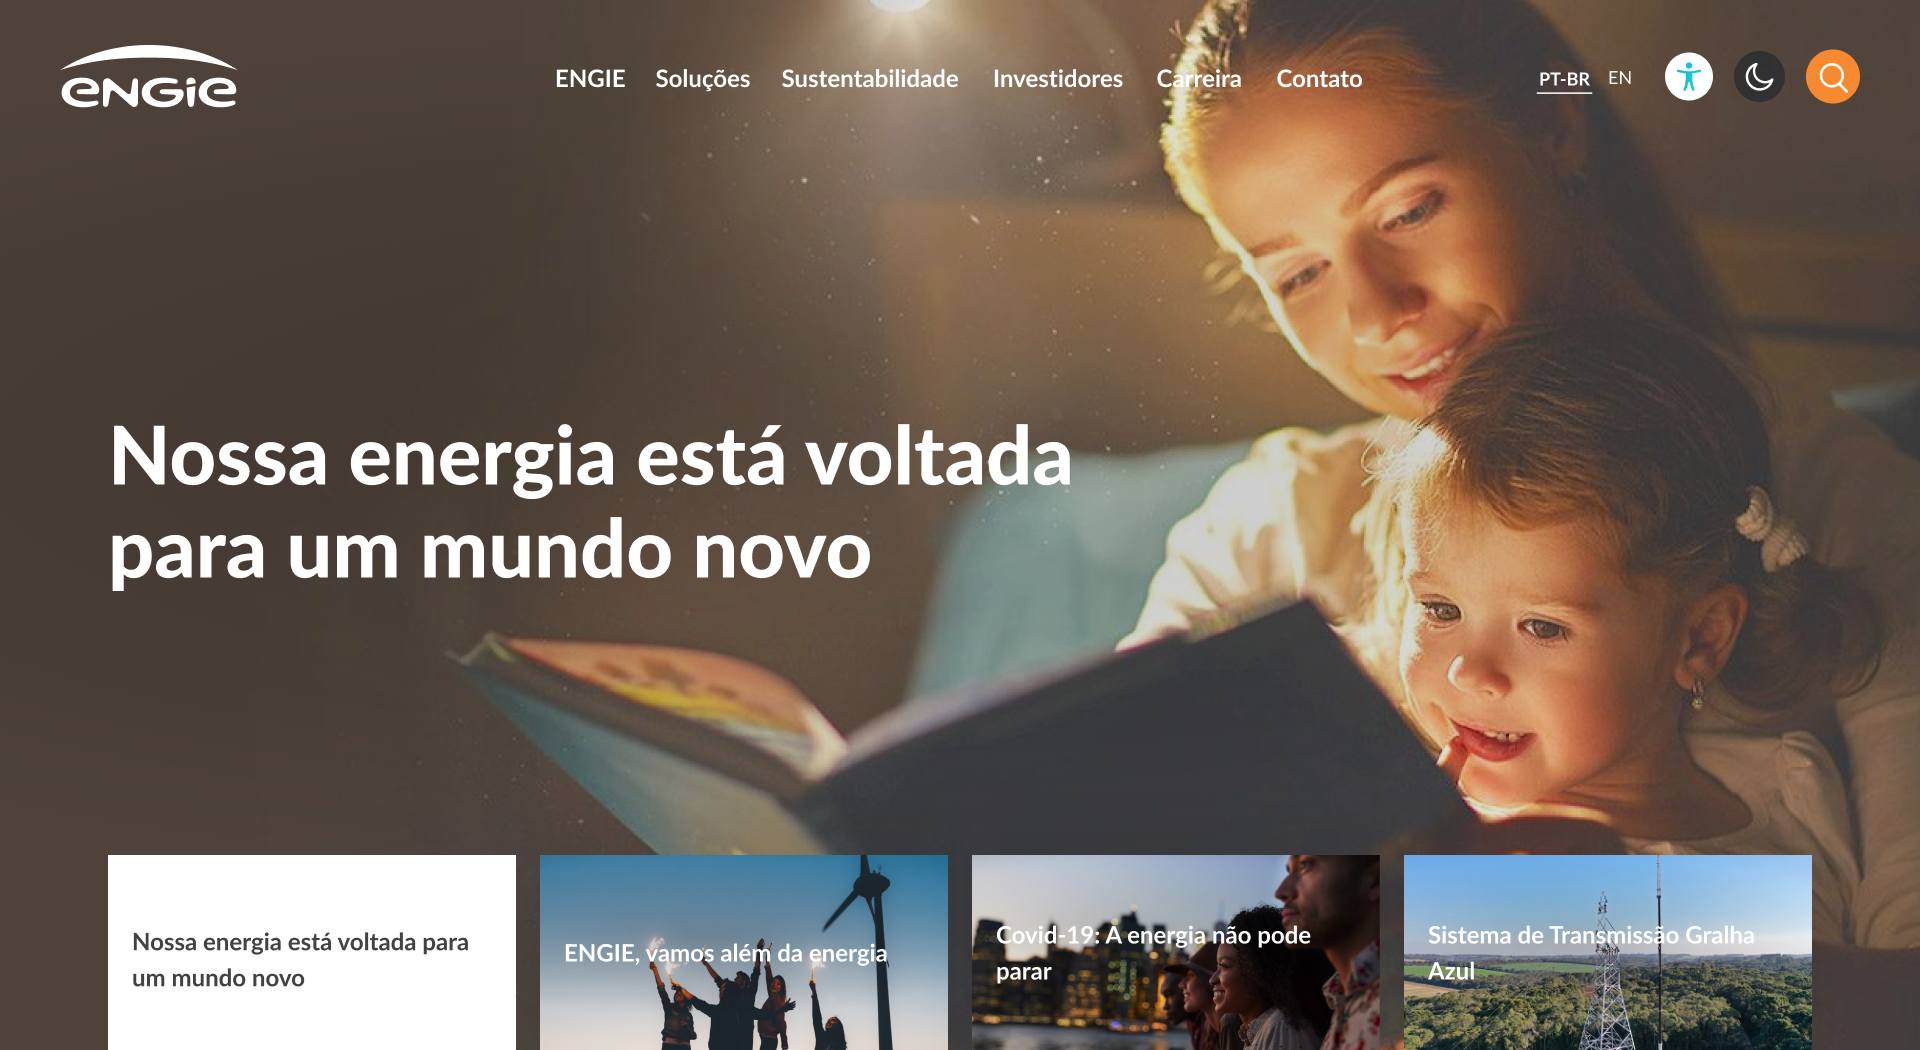 ENGIE
ENGIE Soluções Sustentabilidade Investidores Carreira Contato
PT-BR EN
Nossa energia está voltada
para um mundo novo
Nossa energia está voltada para
um mundo novo
ENGIE, vamos além da energia
Covid-19: A energia não pode
parar
Sistema de Transmissão Gralha
Azul